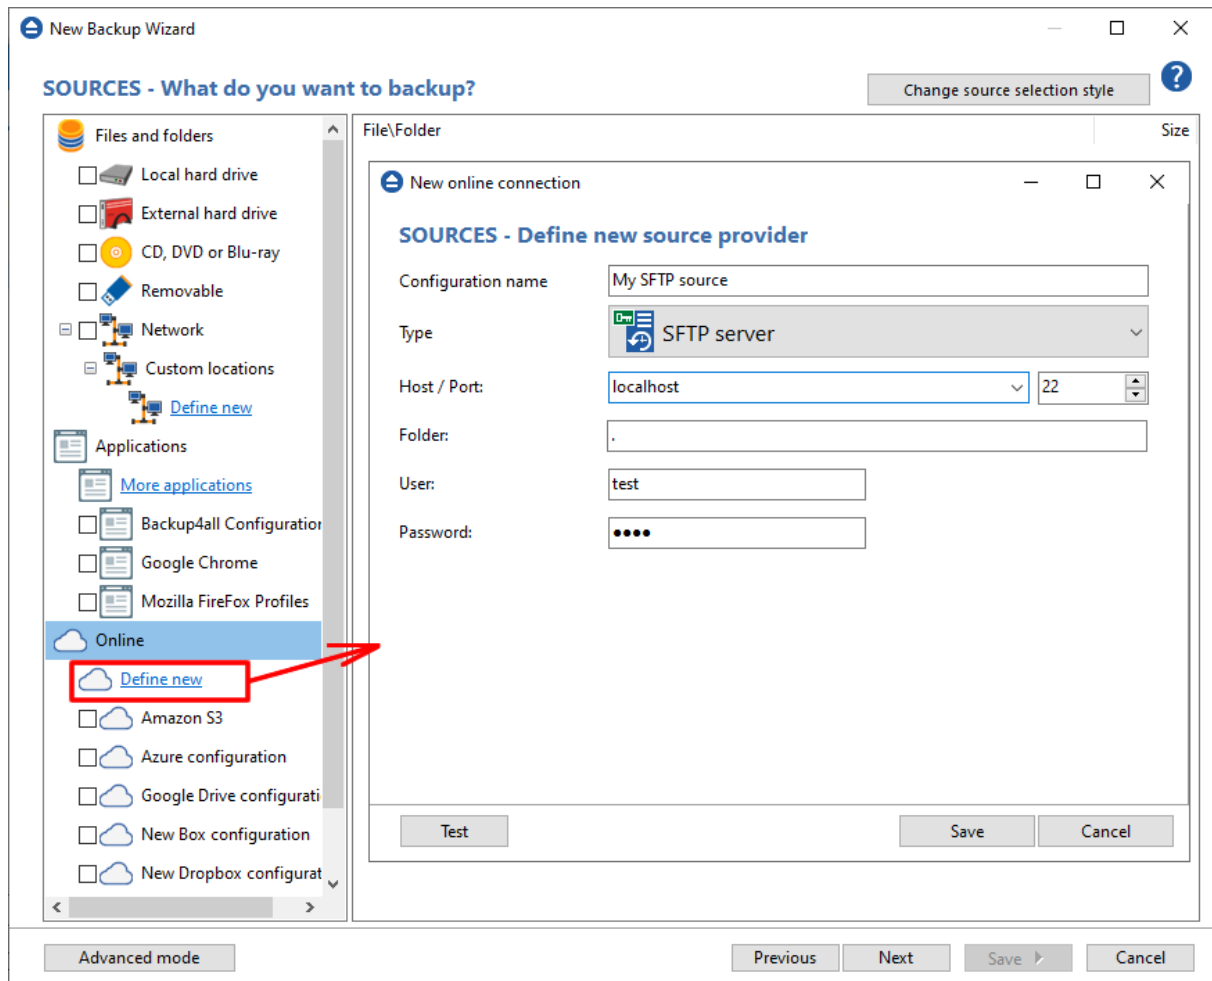 New Backup Wizard
SOURCES - What do you want to backup?
Change source selection style
?
Files and folders
Local hard drive
External hard drive
CD, DVD or Blu-ray
Removable
Network
Custom locations
Define new
Applications
More applications
Backup4all Configuration
Google Chrome
Mozilla FireFox Profiles
Online
Define new
Amazon S3
Azure configuration
Google Drive configurati
New Box configuration
New Dropbox configurat
File\Folder Size
New online connection
SOURCES - Define new source provider
Configuration name My SFTP source
Type SFTP server
Host / Port: localhost 22
Folder: .
User: test
Password: ●●●●
Test Save Cancel
Advanced mode Previous Next Save Cancel